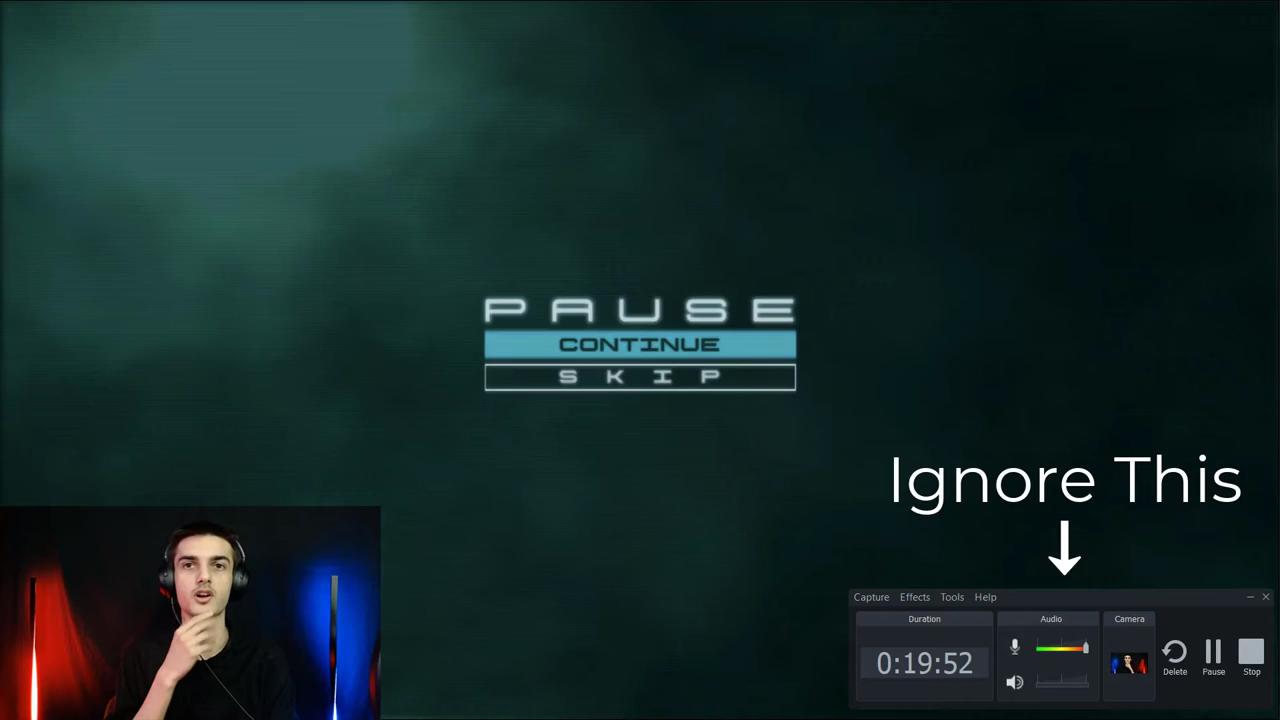 PAUSE
CONTINUE
SKIP
Ignore This
Capture Effects Tools Help
Duration Audio Camera
0:19:52
Delete Pause Stop